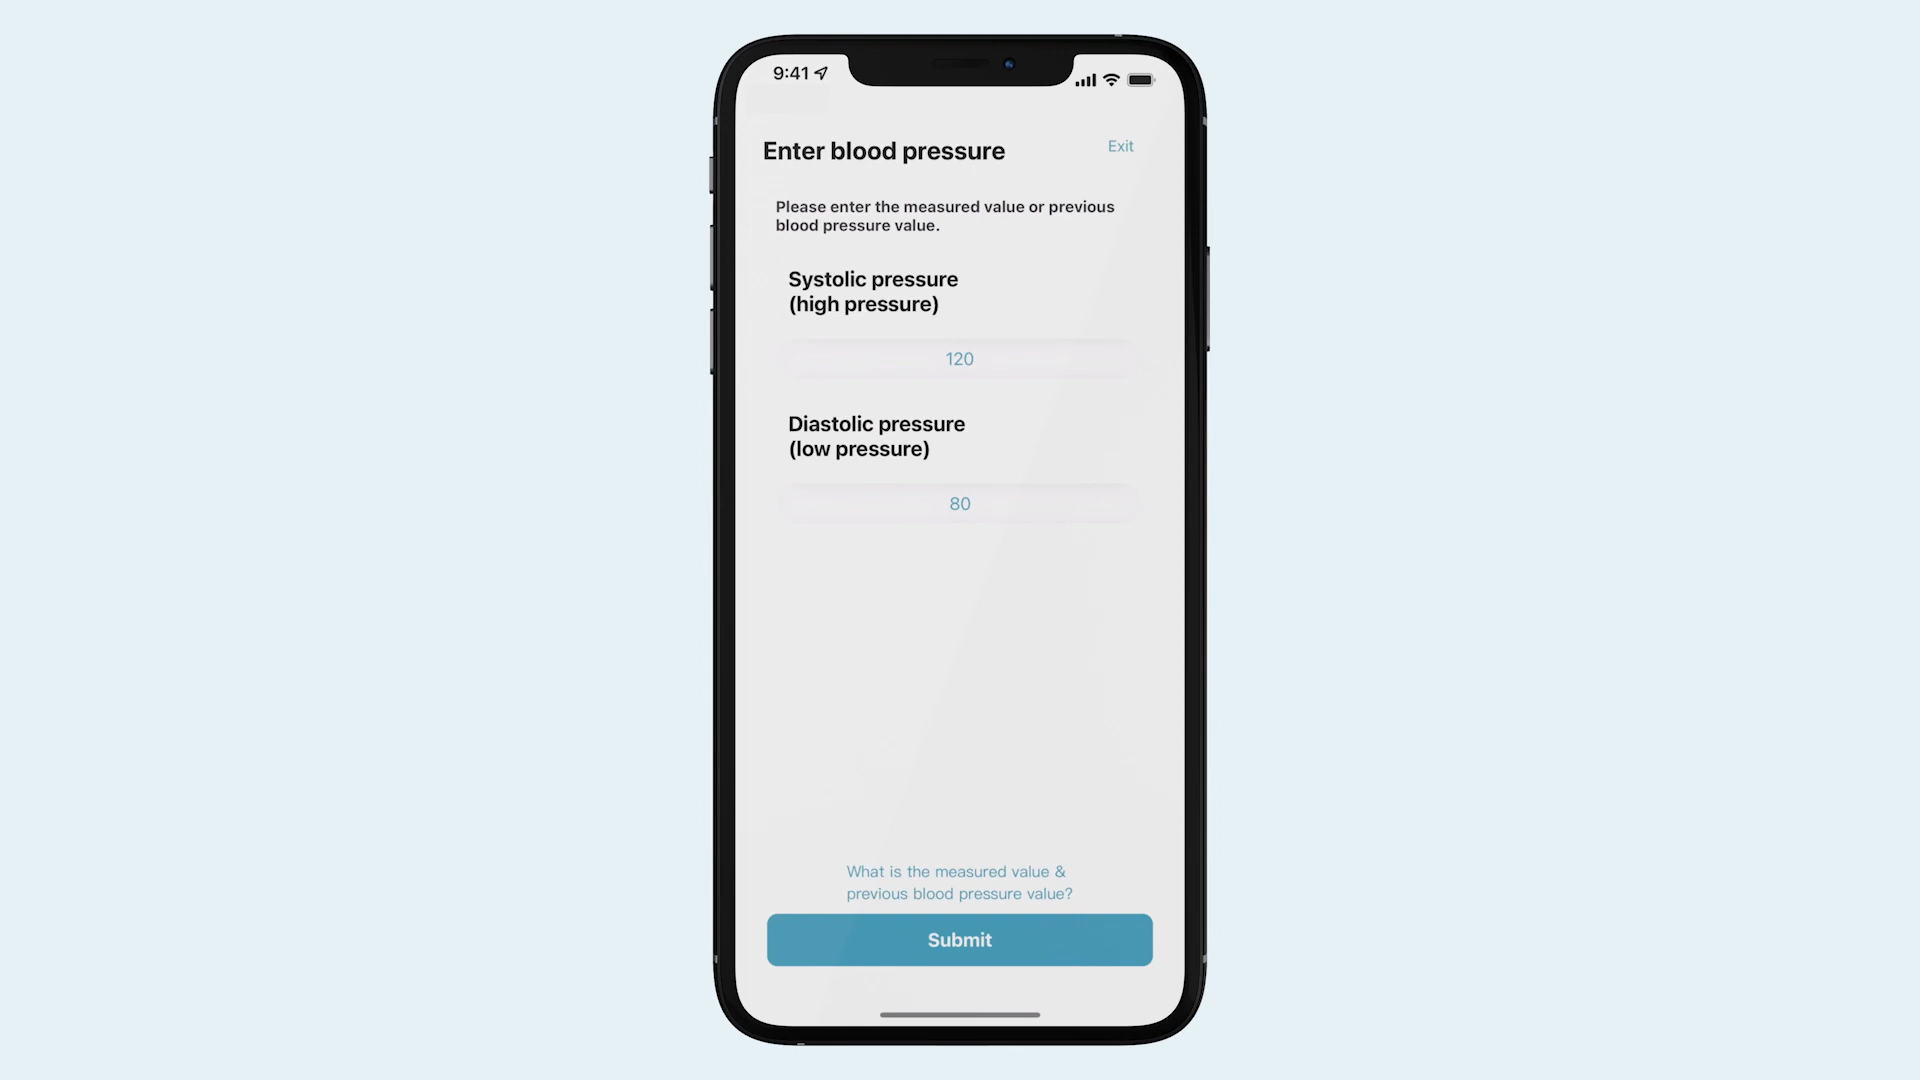 9:41
Enter blood pressure
Exit
Please enter the measured value or previous
blood pressure value.
Systolic pressure
(high pressure)
120
Diastolic pressure
(low pressure)
80
What is the measured value &
previous blood pressure value?
Submit